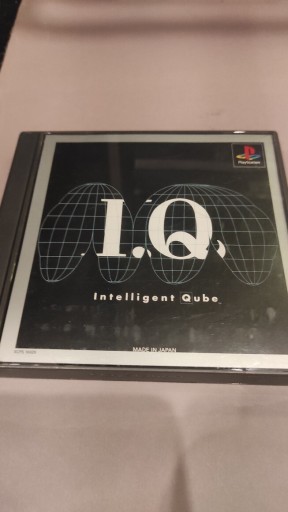 PlayStation
I.Q.
Intelligent Qube
MADE IN JAPAN